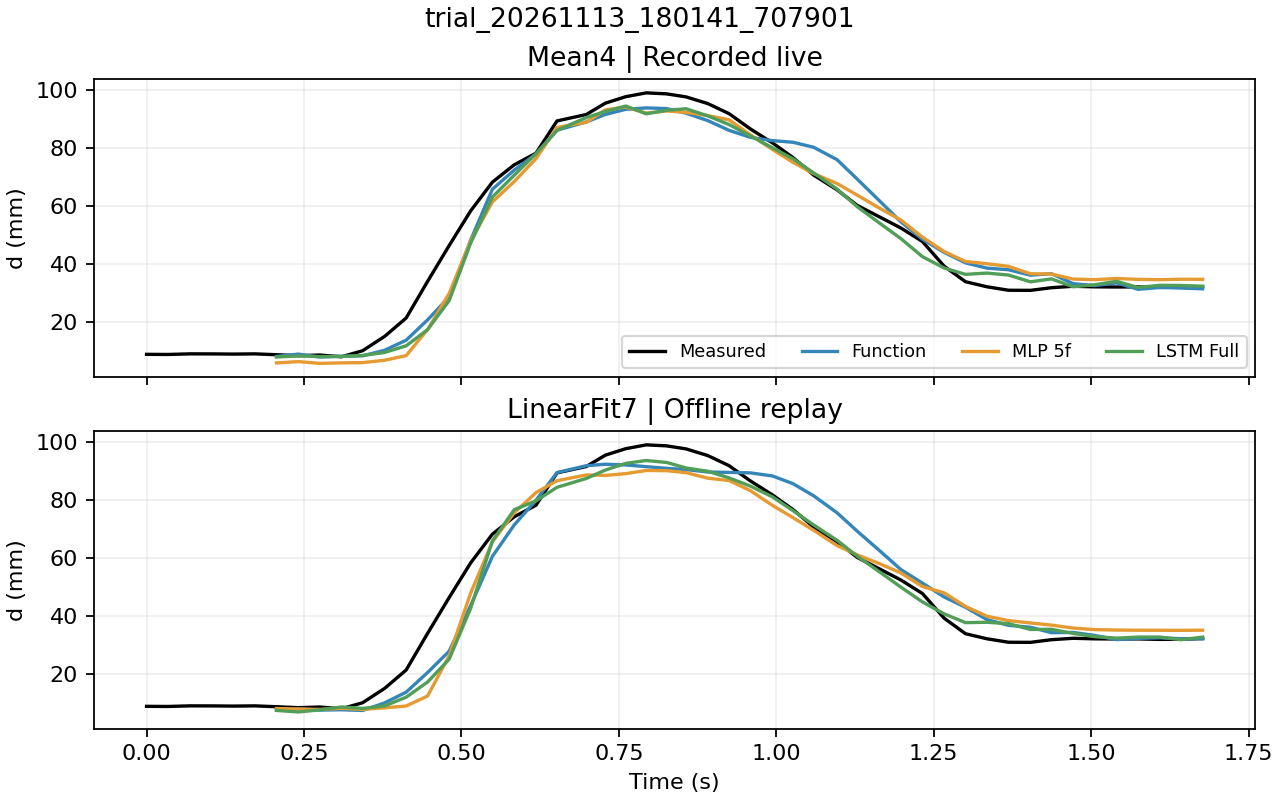 trial_20261113_180141_707901
Mean4 | Recorded live
100
80
60
40
20
d (mm)
Measured Function MLP 5f LSTM Full
LinearFit7 | Offline replay
100
80
60
40
20
d (mm)
0.00 0.25 0.50 0.75 1.00 1.25 1.50 1.75
Time (s)